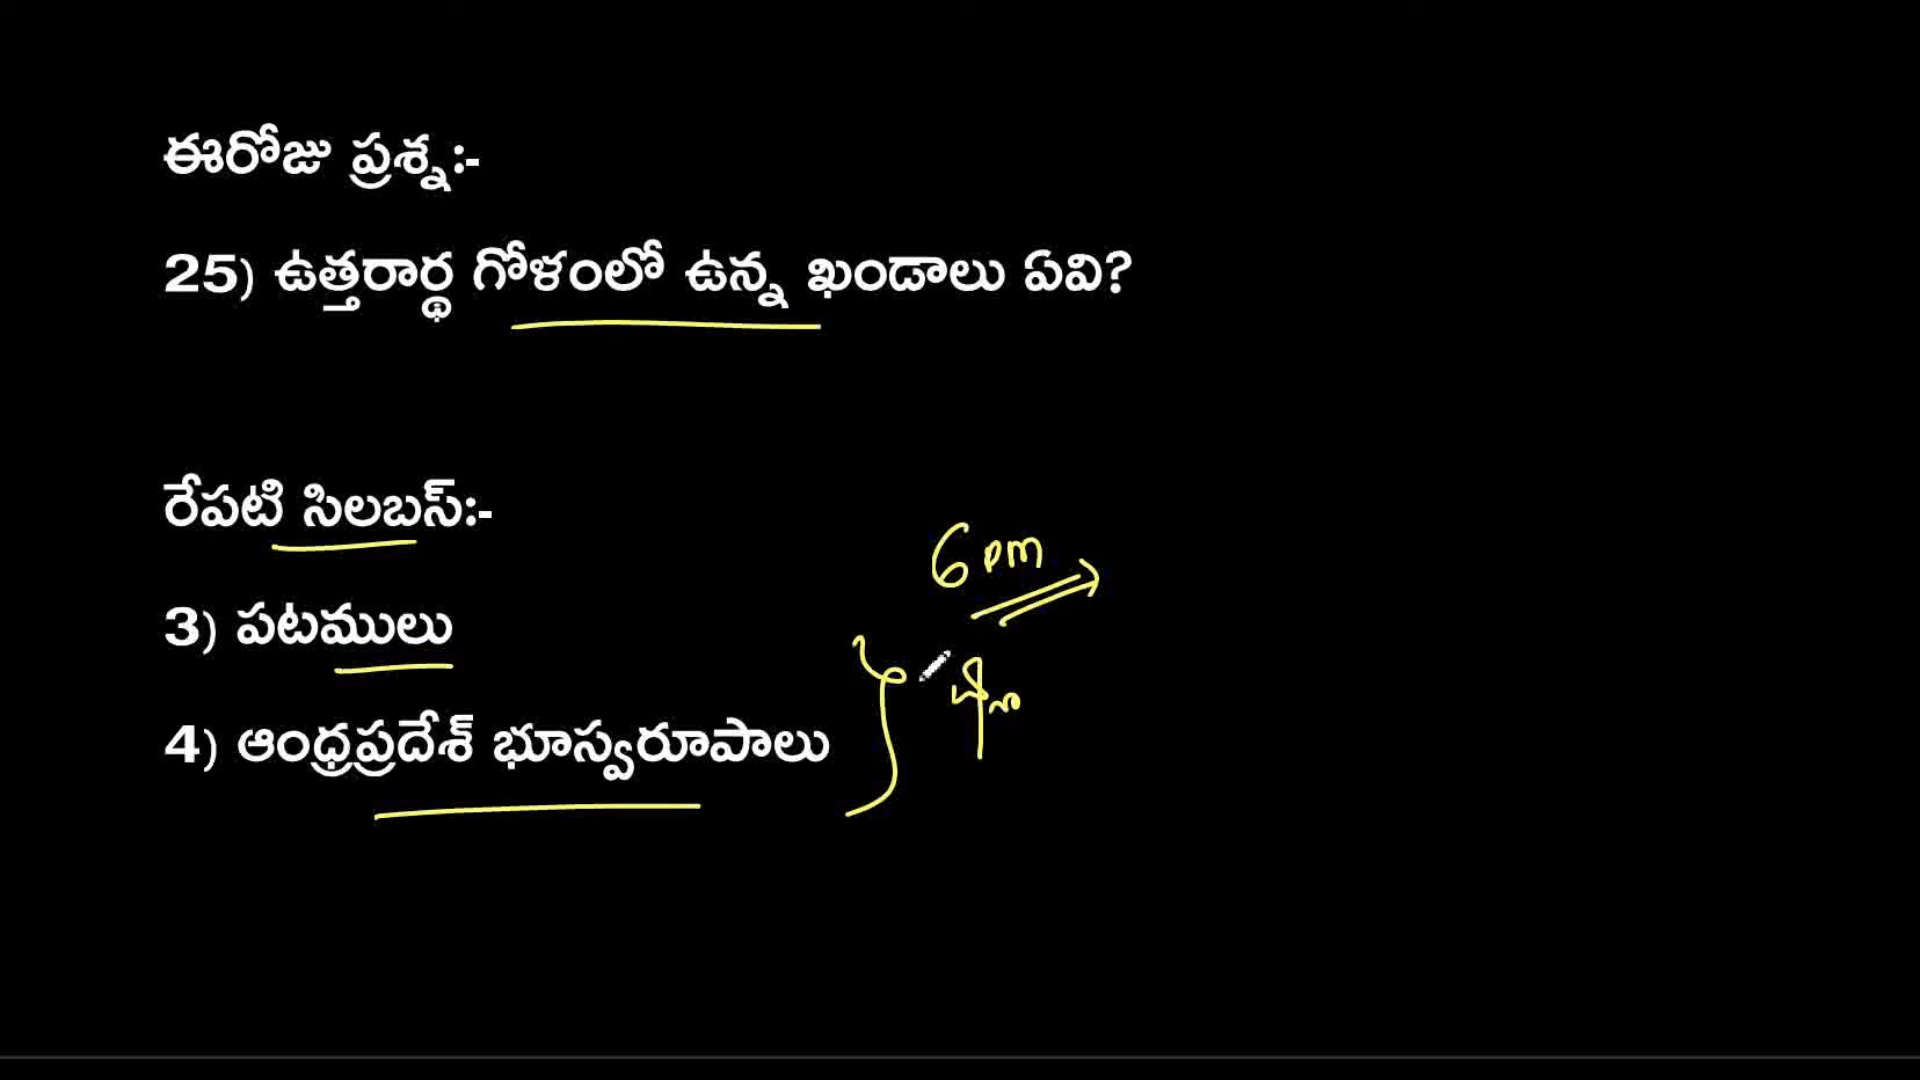 ఈరోజు ప్రశ్న:-
25) ఉత్తరార్థ గోళంలో ఉన్న ఖండాలు ఏవి?
రేపటి సిలబస్:-
6 pm
3) పటములు
4) ఆంధ్రప్రదేశ్ భూస్వరూపాలు